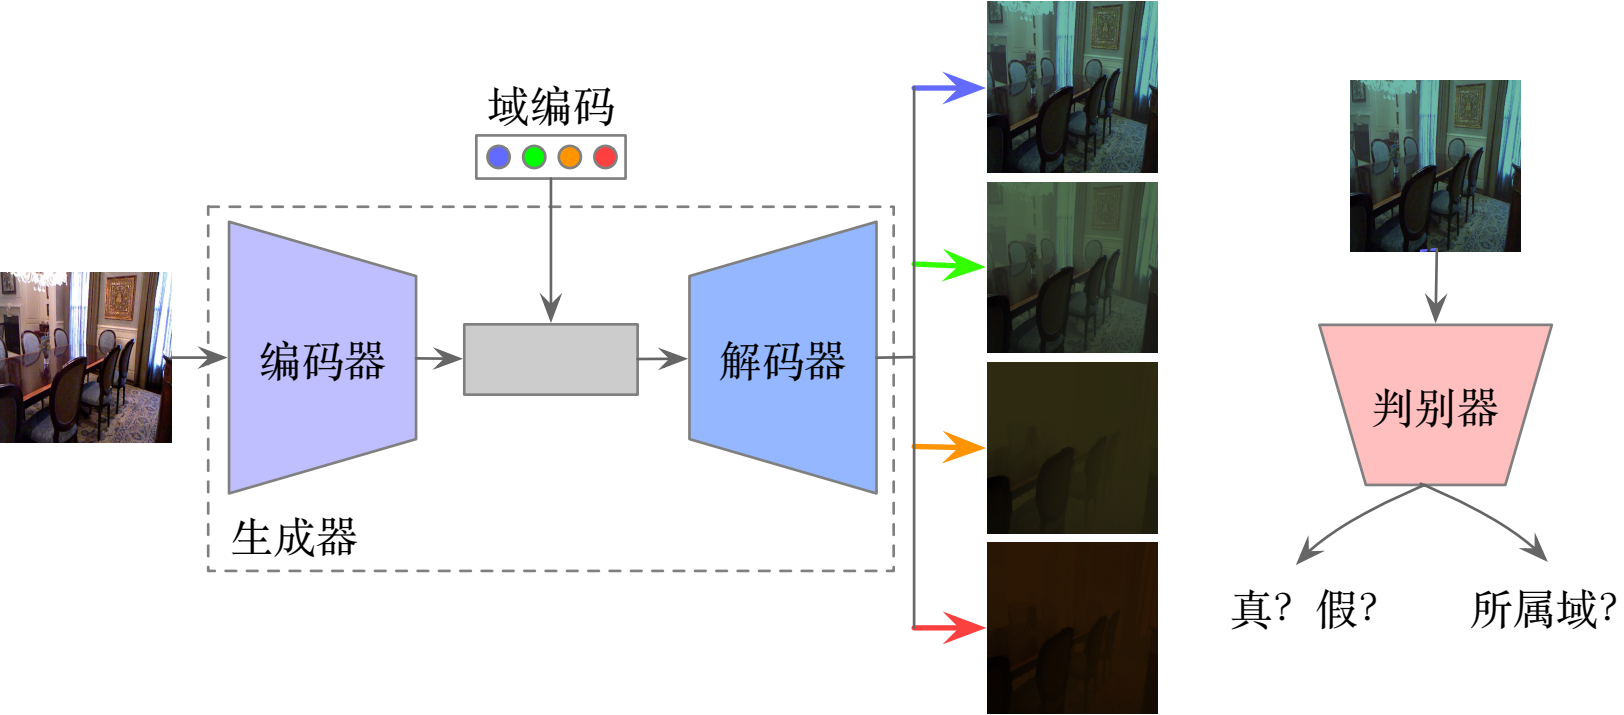 域编码
编码器
解码器
生成器
判别器
真? 假?
所属域?